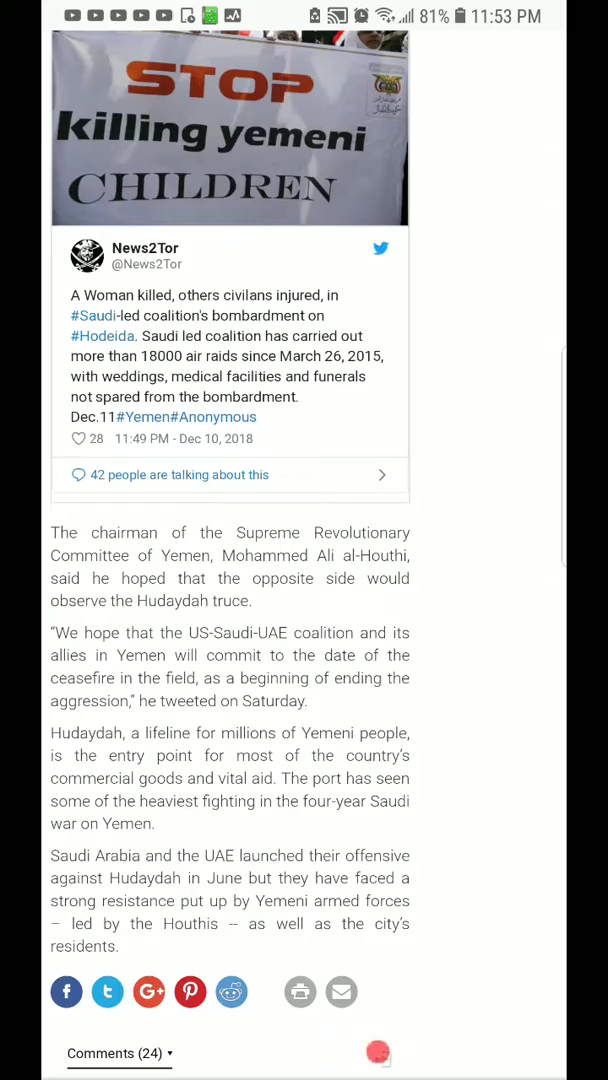 81% 11:53 PM
STOP
killing yemeni
CHILDREN
News2Tor
@News2Tor
A Woman killed, others civilans injured, in
#Saudi-led coalition's bombardment on
#Hodeida. Saudi led coalition has carried out
more than 18000 air raids since March 26, 2015,
with weddings, medical facilities and funerals
not spared from the bombardment.
Dec.11#Yemen#Anonymous
28 11:49 PM - Dec 10, 2018
42 people are talking about this
The chairman of the Supreme Revolutionary
Committee of Yemen, Mohammed Ali al-Houthi,
said he hoped that the opposite side would
observe the Hudaydah truce.
“We hope that the US-Saudi-UAE coalition and its
allies in Yemen will commit to the date of the
ceasefire in the field, as a beginning of ending the
aggression,” he tweeted on Saturday.
Hudaydah, a lifeline for millions of Yemeni people,
is the entry point for most of the country’s
commercial goods and vital aid. The port has seen
some of the heaviest fighting in the four-year Saudi
war on Yemen.
Saudi Arabia and the UAE launched their offensive
against Hudaydah in June but they have faced a
strong resistance put up by Yemeni armed forces
– led by the Houthis -- as well as the city’s
residents.
f G+
Comments (24)